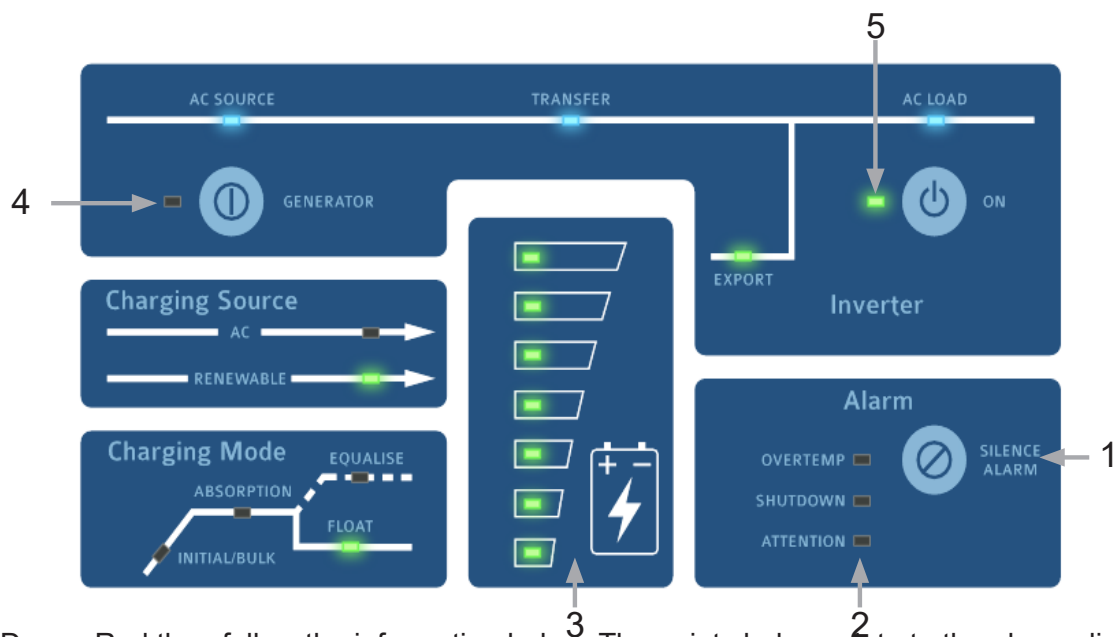 5
AC SOURCE
TRANSFER
AC LOAD
4
GENERATOR
ON
EXPORT
Inverter
Charging Source
AC
RENEWABLE
Charging Mode
EQUALISE
ABSORPTION
FLOAT
INITIAL/BULK
+ −
Alarm
SILENCE
ALARM
1
OVERTEMP
SHUTDOWN
ATTENTION
3
2